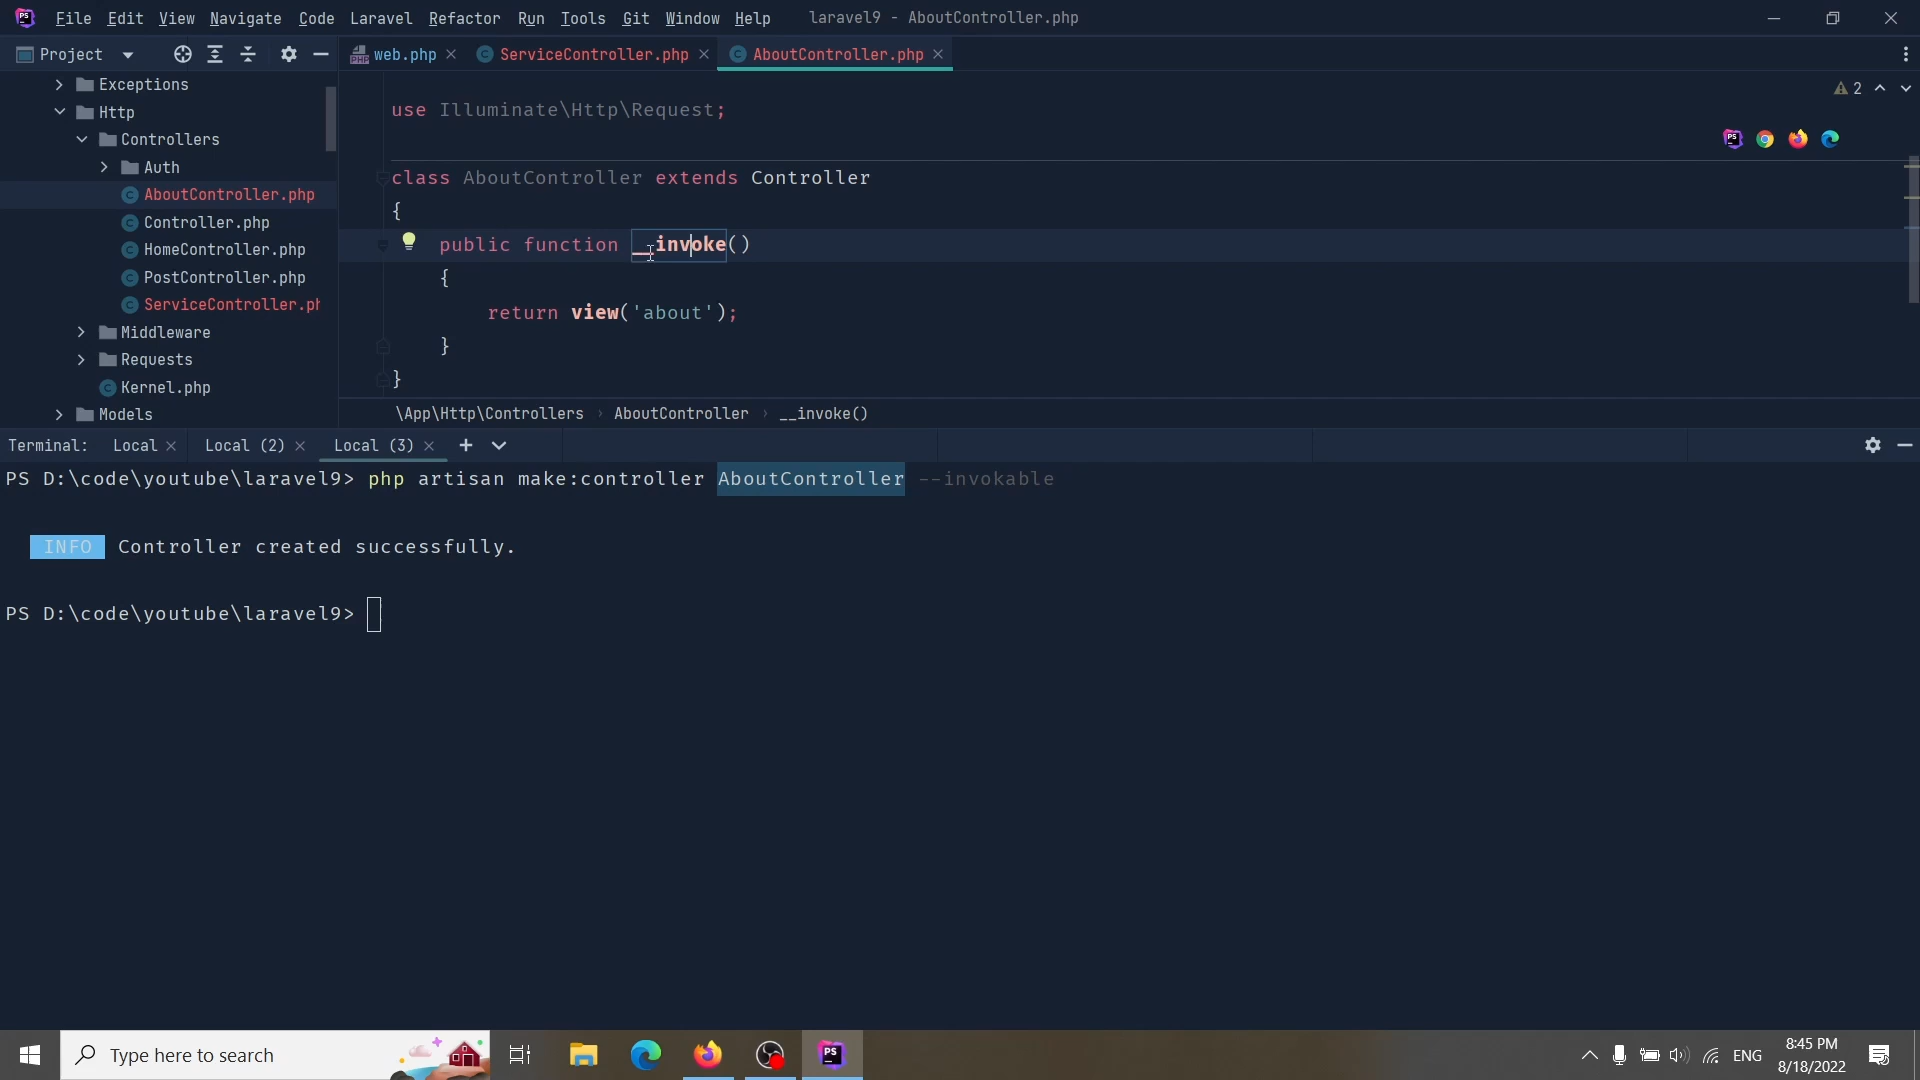 File Edit View Navigate Code Laravel Refactor Run Tools Git Window Help laravel9 - AboutController.php
Project web.php ServiceController.php AboutController.php
Exceptions
Http
Controllers
Auth
AboutController.php
Controller.php
HomeController.php
PostController.php
ServiceController.ph
Middleware
Requests
Kernel.php
Models
2
use Illuminate\Http\Request;
class AboutController extends Controller
{
public function __invoke()
{
return view('about');
}
}
\App\Http\Controllers › AboutController › __invoke()
Terminal: Local Local (2) Local (3)
PS D:\code\youtube\laravel9> php artisan make:controller AboutController --invokable
INFO Controller created successfully.
PS D:\code\youtube\laravel9>
Type here to search
ENG
8:45 PM
8/18/2022